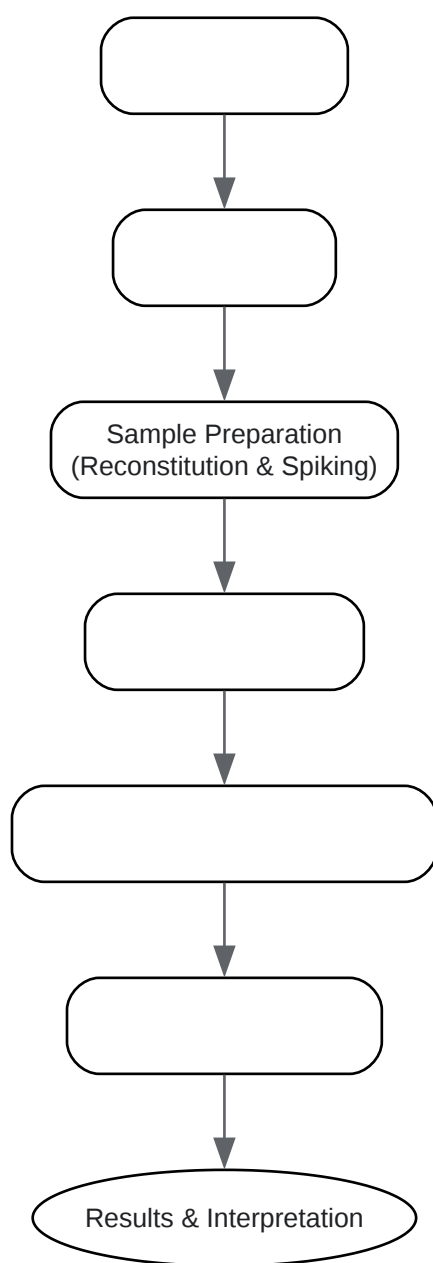 Sample Preparation
(Reconstitution & Spiking)
Results & Interpretation